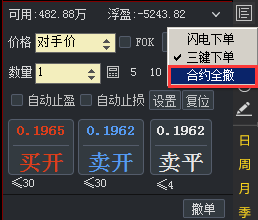 可用: 482.88万 浮盈: -5243.82
价格 对手价 FOK
闪电下单
✓ 三键下单
合约全撤
数量 1 5 10
自动止盈 自动止损 设置 复位
0.1965 0.1962 0.1962
买开 卖开 卖平
≤30 ≤30 ≤4
撤单
日
周
月
季